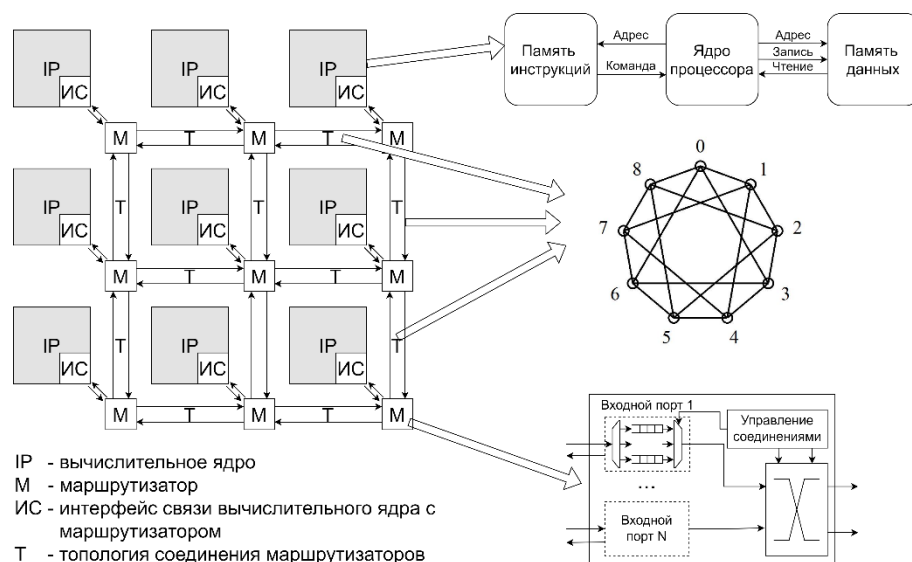 IP IP IP
ИС ИС ИС
М Т М Т М
Т Т Т
IP IP IP
ИС ИС ИС
М Т М Т М
Т Т Т
IP IP IP
ИС ИС ИС
М Т М Т М
IP - вычислительное ядро
М - маршрутизатор
ИС - интерфейс связи вычислительного ядра с
маршрутизатором
Т - топология соединения маршрутизаторов
Память
инструкций
Адрес
Команда
Ядро
процессора
Адрес
Запись
Чтение
Память
данных
0
8 1
7 2
6 3
5 4
Входной порт 1
Управление
соединениями
...
Входной
порт N